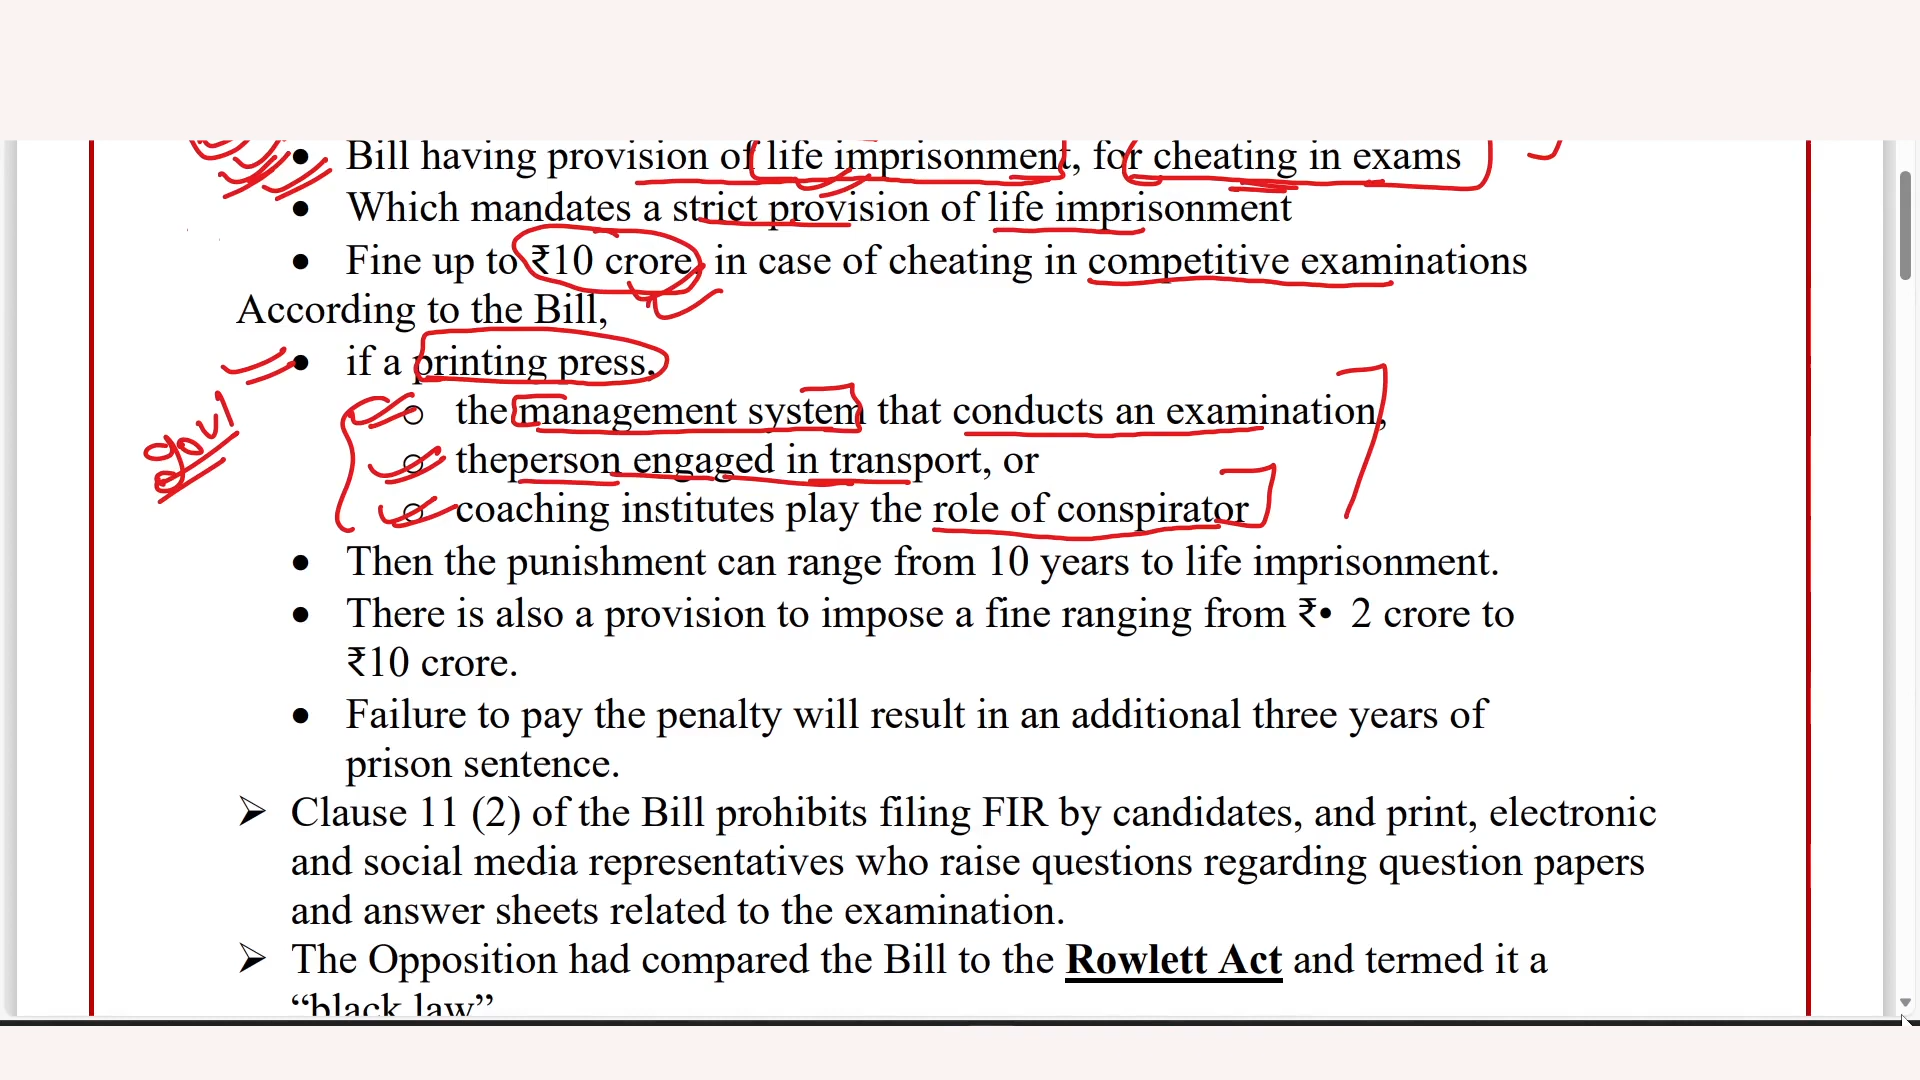 ● Bill having provision of life imprisonment, for cheating in exams
● Which mandates a strict provision of life imprisonment
● Fine up to ₹10 crore, in case of cheating in competitive examinations
According to the Bill,
● if a printing press,
○ the management system that conducts an examination,
○ theperson engaged in transport, or
○ coaching institutes play the role of conspirator
● Then the punishment can range from 10 years to life imprisonment.
● There is also a provision to impose a fine ranging from ₹• 2 crore to
₹10 crore.
● Failure to pay the penalty will result in an additional three years of
prison sentence.
➢ Clause 11 (2) of the Bill prohibits filing FIR by candidates, and print, electronic
and social media representatives who raise questions regarding question papers
and answer sheets related to the examination.
➢ The Opposition had compared the Bill to the Rowlett Act and termed it a
“black law”